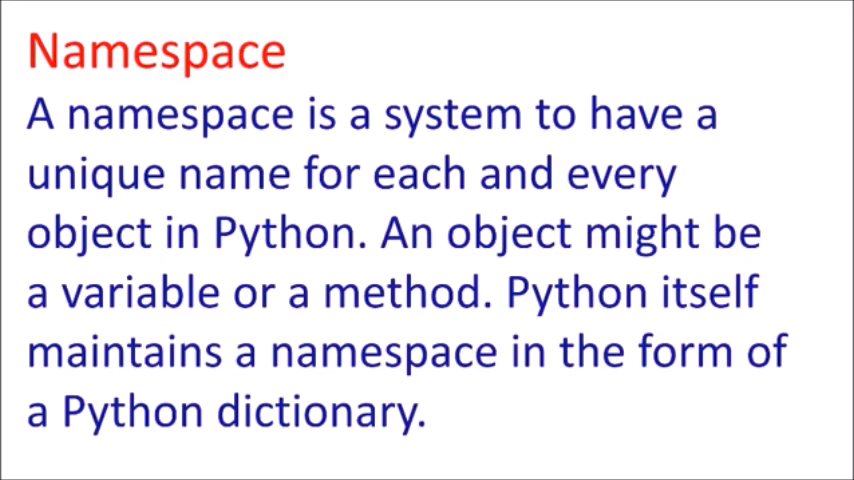 Namespace
A namespace is a system to have a
unique name for each and every
object in Python. An object might be
a variable or a method. Python itself
maintains a namespace in the form of
a Python dictionary.